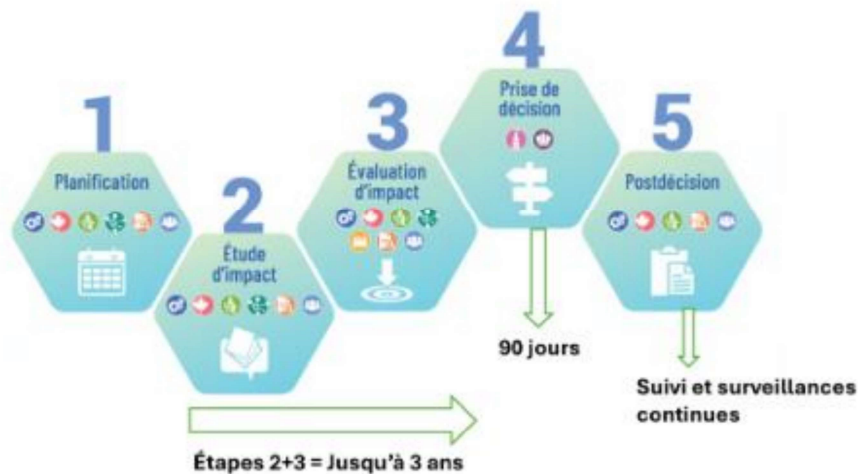 1
Planification
2
Étude
d'impact
3
Évaluation
d'impact
4
Prise de
décision
5
Postdécision
90 jours
Suivi et surveillances
continues
Étapes 2+3 = Jusqu'à 3 ans